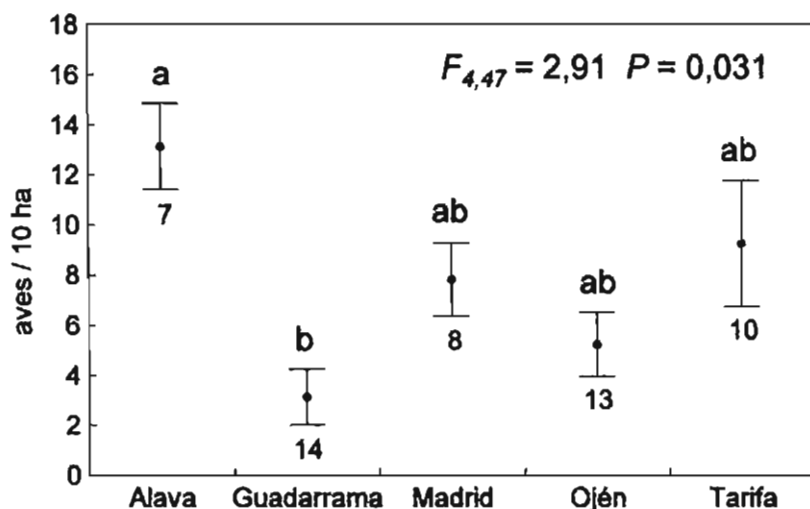 18
16
14
12
10
8
6
4
2
0
aves / 10 ha
F4,47 = 2,91 P = 0,031
a
7
b
14
ab
8
ab
13
ab
10
Alava Guadarrama Madrid Ojén Tarifa